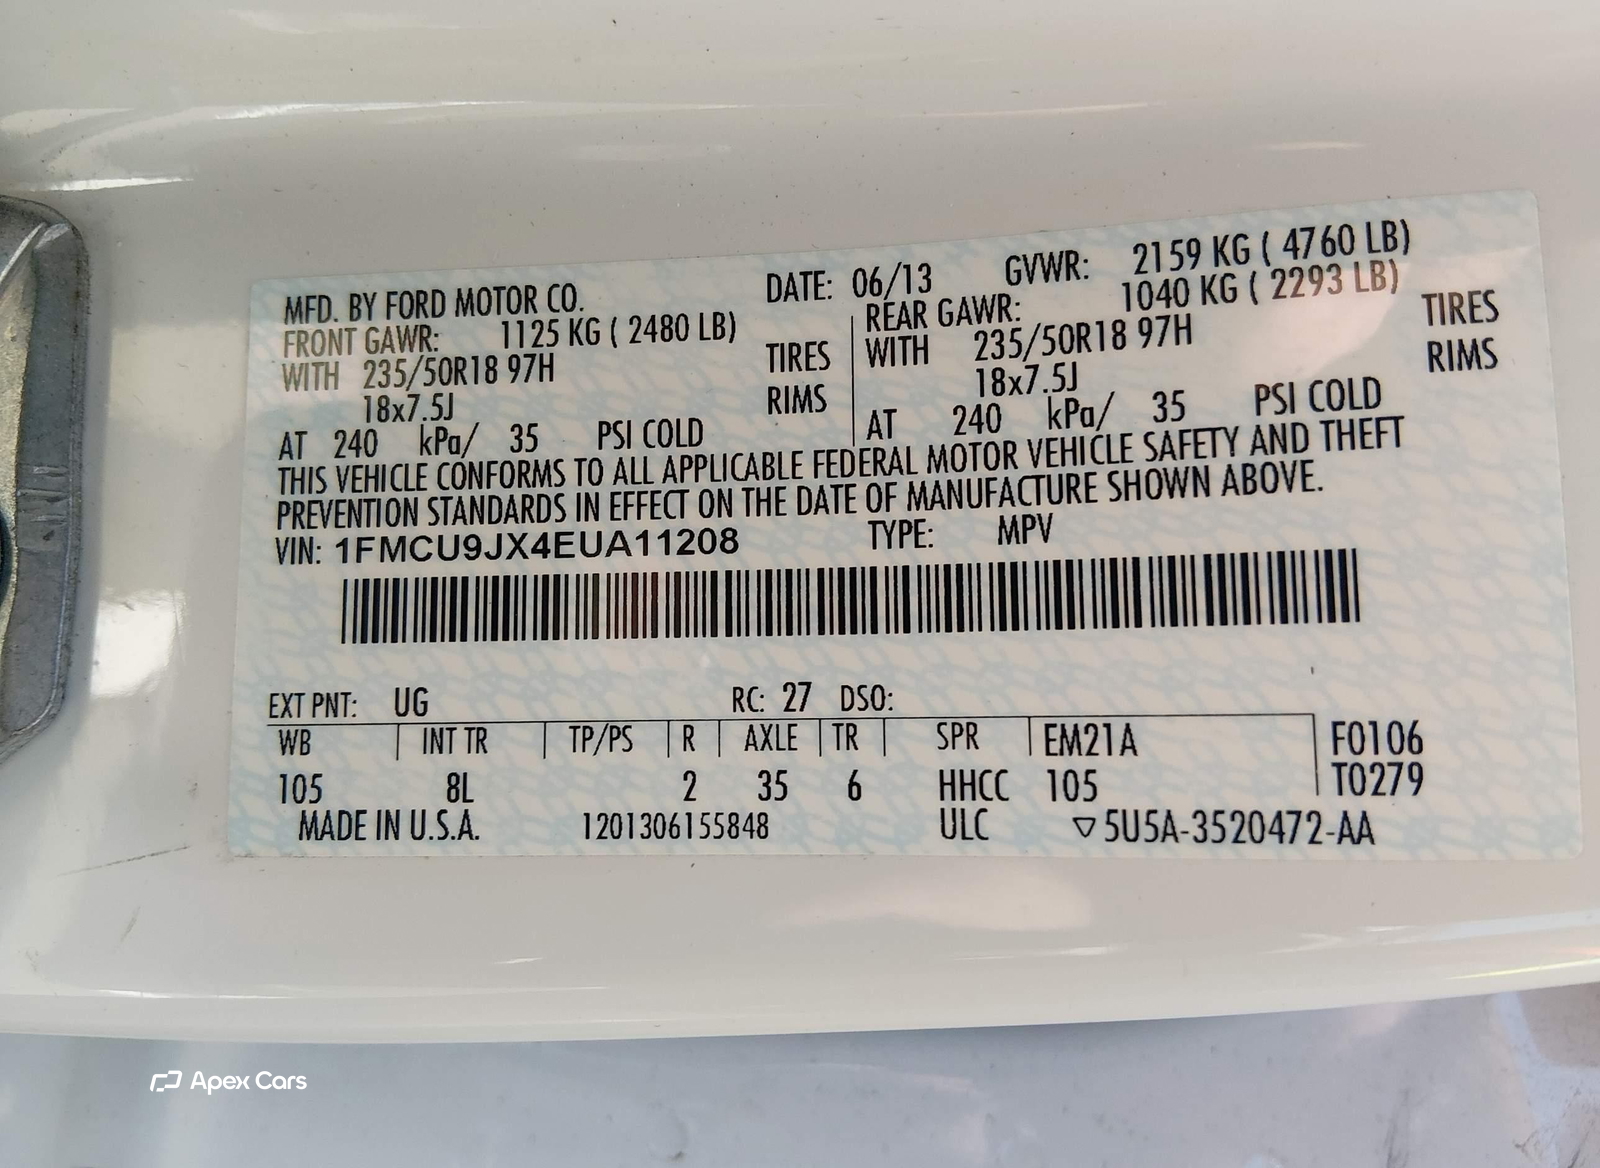 MFD. BY FORD MOTOR CO. DATE: 06/13 GVWR: 2159 KG ( 4760 LB)
FRONT GAWR: 1125 KG ( 2480 LB) REAR GAWR: 1040 KG ( 2293 LB)
WITH 235/50R18 97H TIRES WITH 235/50R18 97H TIRES
18x7.5J RIMS 18x7.5J RIMS
AT 240 kPa/ 35 PSI COLD AT 240 kPa/ 35 PSI COLD
THIS VEHICLE CONFORMS TO ALL APPLICABLE FEDERAL MOTOR VEHICLE SAFETY AND THEFT
PREVENTION STANDARDS IN EFFECT ON THE DATE OF MANUFACTURE SHOWN ABOVE.
VIN: 1FMCU9JX4EUA11208 TYPE: MPV
EXT PNT: UG RC: 27 DSO:
WB INT TR TP/PS R AXLE TR SPR EM21A F0106
105 8L 2 35 6 HHCC 105 T0279
MADE IN U.S.A. 1201306155848 ULC ▽5U5A-3520472-AA
Apex Cars